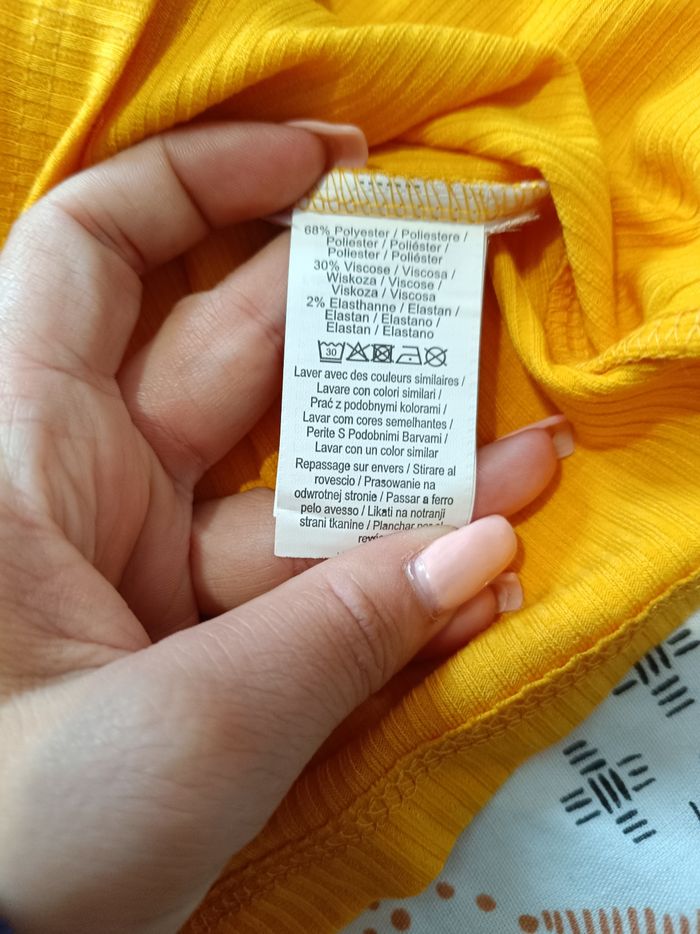 68% Polyester / Poliestere /
Poliester / Poliéster /
Poliester / Poliéster
30% Viscose / Viscosa /
Wiskoza / Viscose /
Viskoza / Viscosa
2% Elasthanne / Elastan /
Elastan / Elastano /
Elastan / Elastano
30
Laver avec des couleurs similaires /
Lavare con colori similari /
Prać z podobnymi kolorami /
Lavar com cores semelhantes /
Perite S Podobnimi Barvami /
Lavar con un color similar
Repassage sur envers / Stirare al
rovescio / Prasowanie na
odwrotnej stronie / Passar a ferro
pelo avesso / Likati na notranji
strani tkanine / Planchar